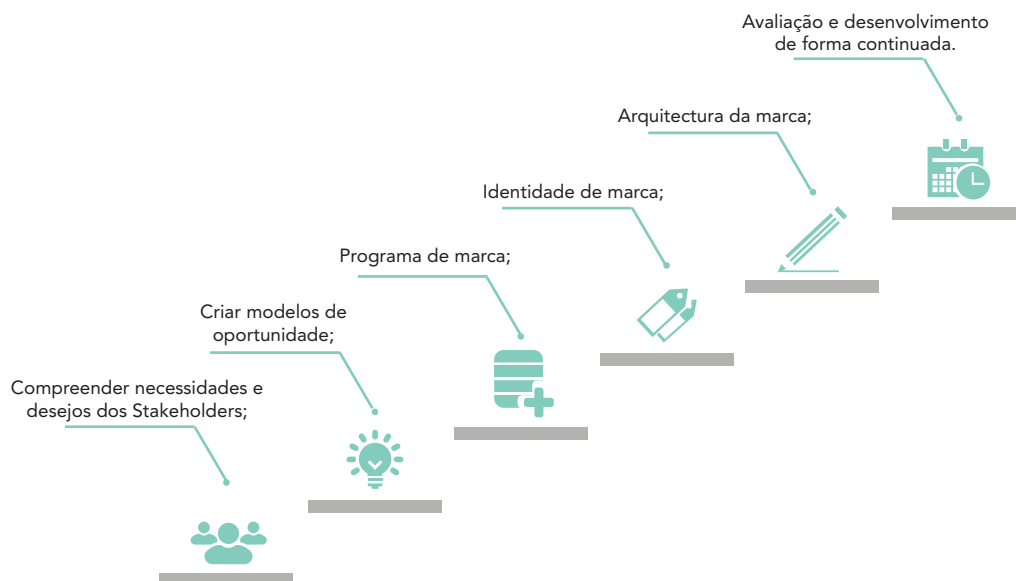 Avaliação e desenvolvimento
de forma continuada.
Arquitectura da marca;
Identidade de marca;
Programa de marca;
Criar modelos de
oportunidade;
Compreender necessidades e
desejos dos Stakeholders;